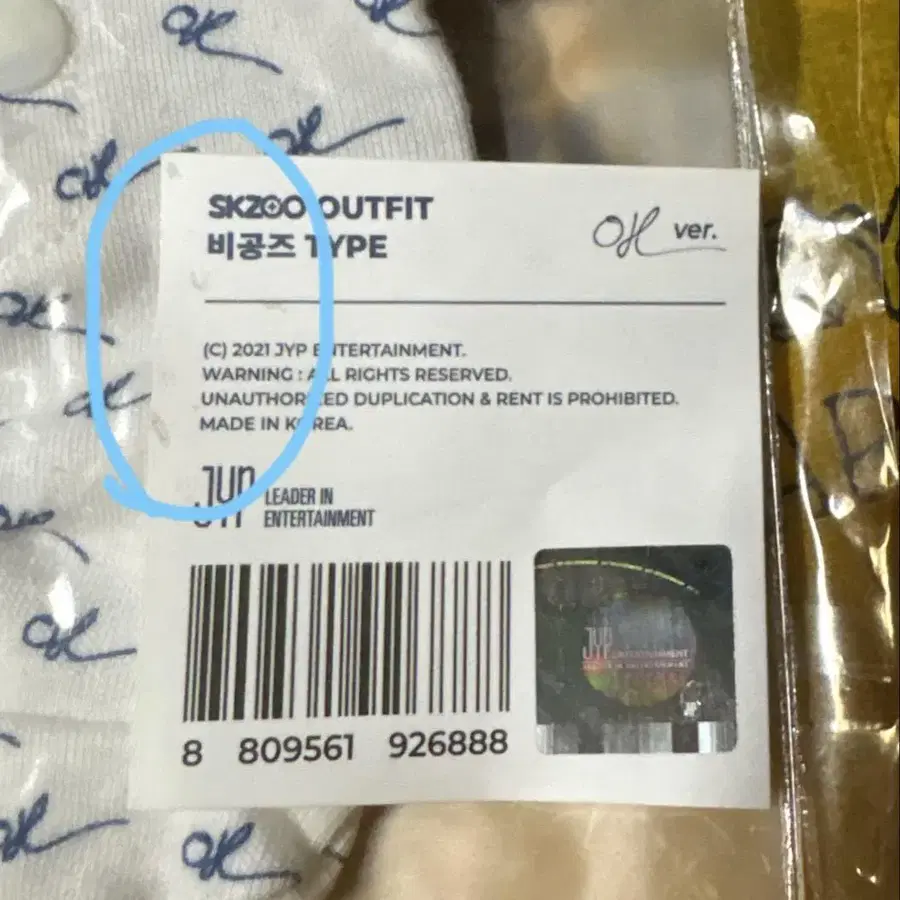 SKZOO OUTFIT
비공즈 TYPE
OH ver.
(C) 2021 JYP ENTERTAINMENT.
WARNING : ALL RIGHTS RESERVED.
UNAUTHORIZED DUPLICATION & RENT IS PROHIBITED.
MADE IN KOREA.
JYP LEADER IN
ENTERTAINMENT
8 809561 926888
JYP